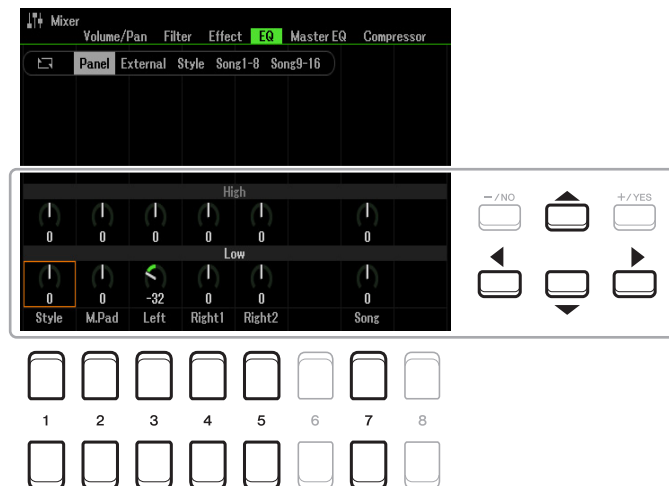 Mixer
Volume/Pan Filter Effect EQ Master EQ Compressor
Panel External Style Song1-8 Song9-16
High
0 0 0 0 0 0
Low
0 0 -32 0 0 0
Style M.Pad Left Right1 Right2 Song
−/NO +/YES
1 2 3 4 5 6 7 8